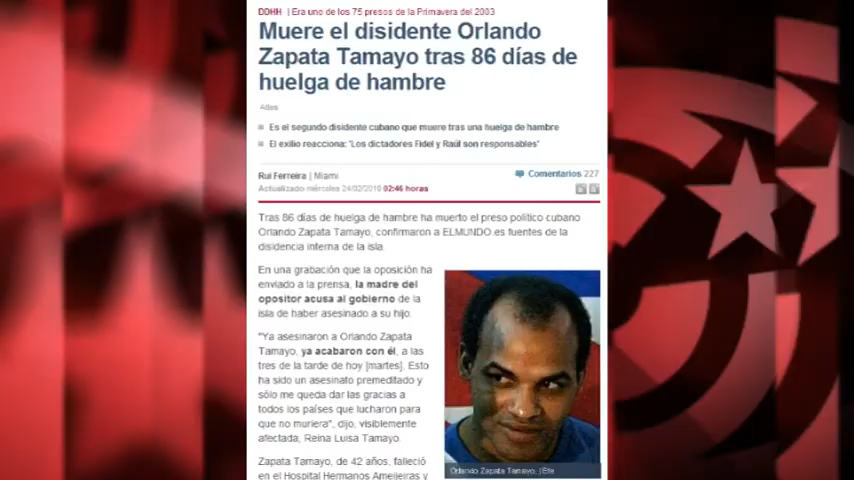 DDHH | Era uno de los 75 presos de la Primavera del 2003
Muere el disidente Orlando
Zapata Tamayo tras 86 días de
huelga de hambre
Atlas
Es el segundo disidente cubano que muere tras una huelga de hambre
El exilio reacciona: 'Los dictadores Fidel y Raúl son responsables'
Rui Ferreira | Miami
Comentarios 227
Actualizado miércoles 24/02/2010 02:46 horas
Tras 86 días de huelga de hambre ha muerto el preso político cubano
Orlando Zapata Tamayo, confirmaron a ELMUNDO.es fuentes de la
disidencia interna de la isla.
En una grabación que la oposición ha
enviado a la prensa, la madre del
opositor acusa al gobierno de la
isla de haber asesinado a su hijo.
"Ya asesinaron a Orlando Zapata
Tamayo, ya acabaron con él, a las
tres de la tarde de hoy [martes]. Esto
ha sido un asesinato premeditado y
sólo me queda dar las gracias a
todos los países que lucharon para
que no muriera", dijo, visiblemente
afectada, Reina Luisa Tamayo.
Zapata Tamayo, de 42 años, falleció
en el Hospital Hermanos Ameijeiras y
Orlando Zapata Tamayo. | Efe